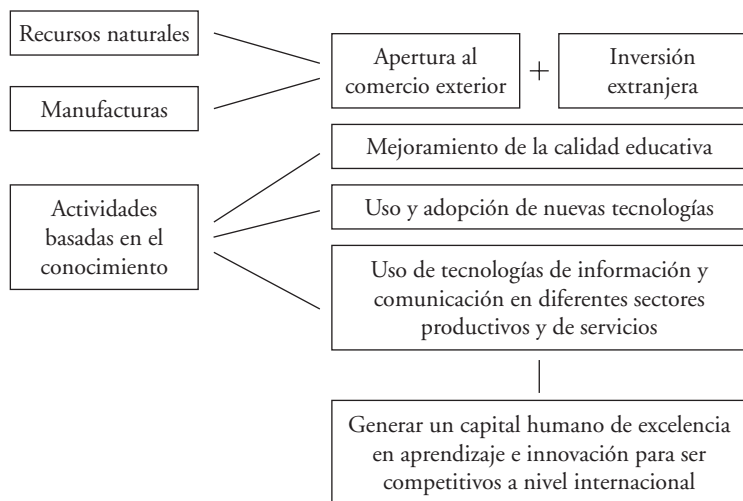 Recursos naturales
Manufacturas
Apertura al
comercio exterior
+
Inversión
extranjera
Actividades
basadas en el
conocimiento
Mejoramiento de la calidad educativa
Uso y adopción de nuevas tecnologías
Uso de tecnologías de información y
comunicación en diferentes sectores
productivos y de servicios
Generar un capital humano de excelencia
en aprendizaje e innovación para ser
competitivos a nivel internacional